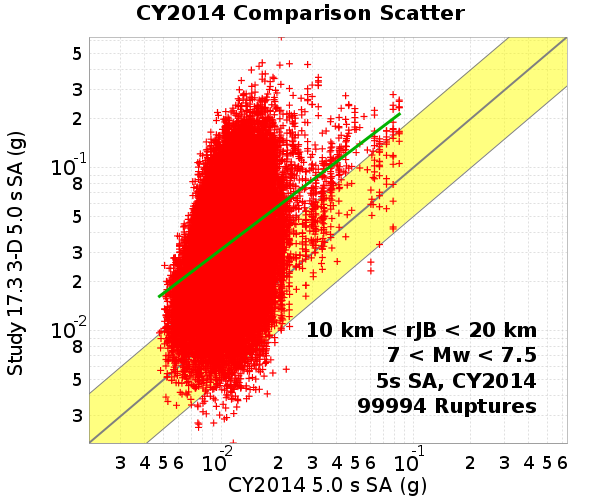 CY2014 Comparison Scatter
Study 17.3 3-D 5.0 s SA (g)
5
3
2
10-1
8
5
3
2
10-2
8
5
3
10 km < rJB < 20 km
7 < Mw < 7.5
5s SA, CY2014
99994 Ruptures
3 4 5 6 10-2 2 3 4 5 6 10-1 2 3 4 5 6
CY2014 5.0 s SA (g)